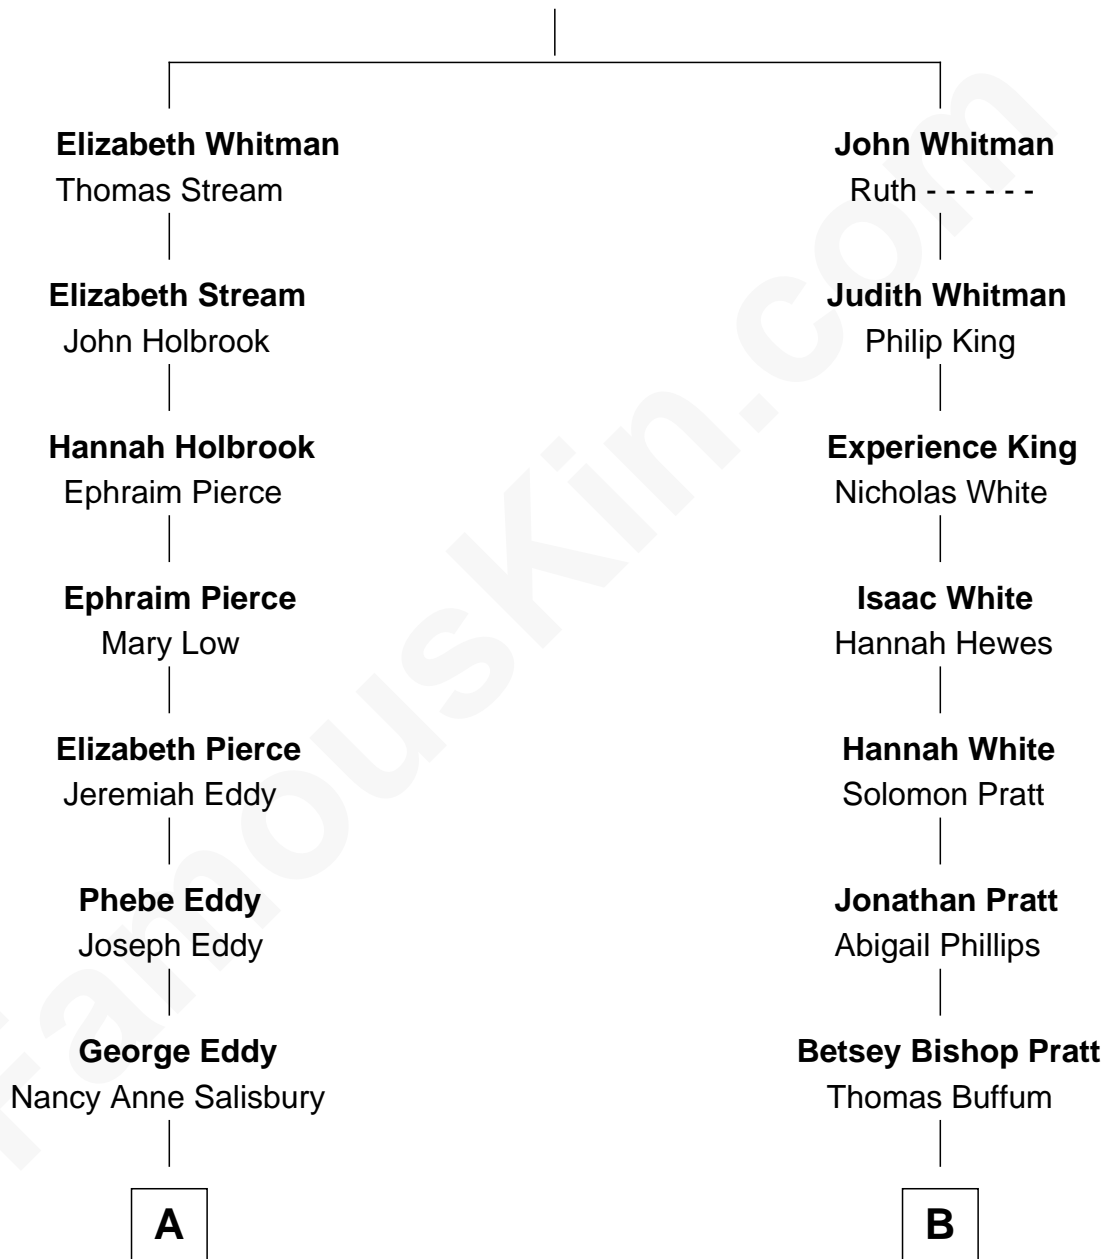 Elizabeth Whitman
Thomas Stream
John Whitman
Ruth - - - - - -
Elizabeth Stream
John Holbrook
Judith Whitman
Philip King
Hannah Holbrook
Ephraim Pierce
Experience King
Nicholas White
Ephraim Pierce
Mary Low
Isaac White
Hannah Hewes
Elizabeth Pierce
Jeremiah Eddy
Hannah White
Solomon Pratt
Phebe Eddy
Joseph Eddy
Jonathan Pratt
Abigail Phillips
George Eddy
Nancy Anne Salisbury
Betsey Bishop Pratt
Thomas Buffum
A
B
FamousKin.com